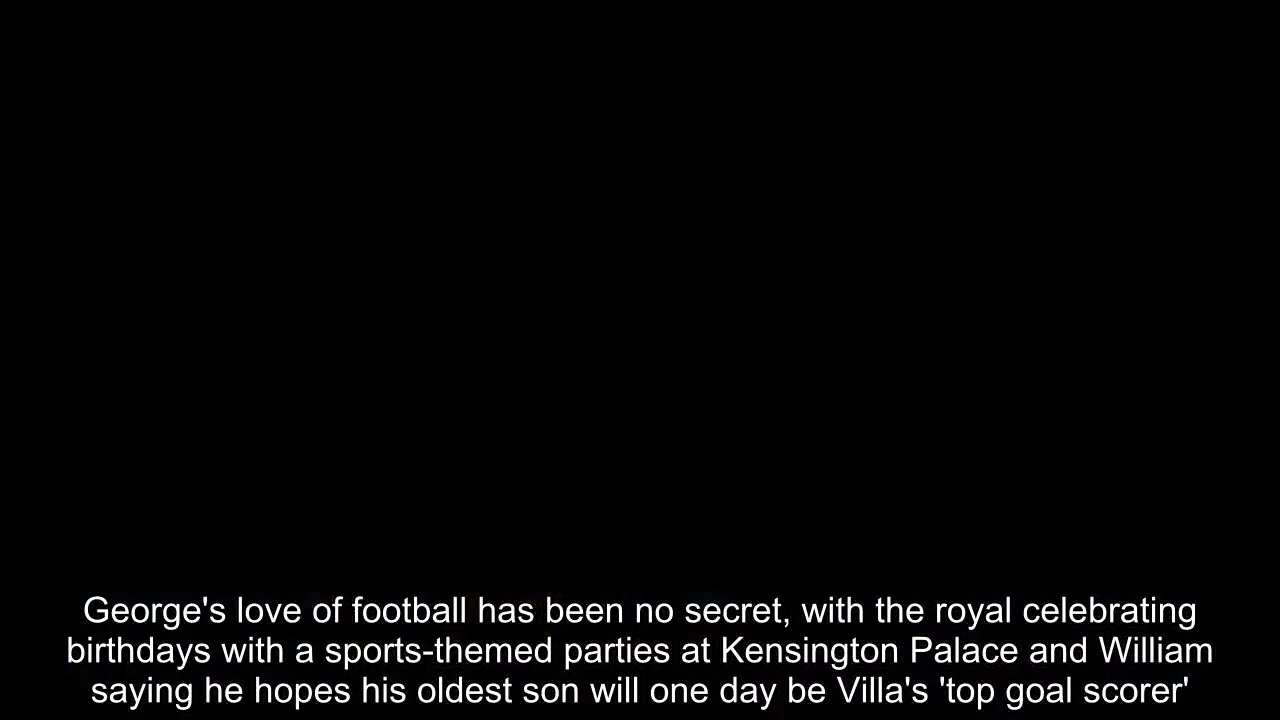 George's love of football has been no secret, with the royal celebrating
birthdays with a sports-themed parties at Kensington Palace and William
saying he hopes his oldest son will one day be Villa's 'top goal scorer'